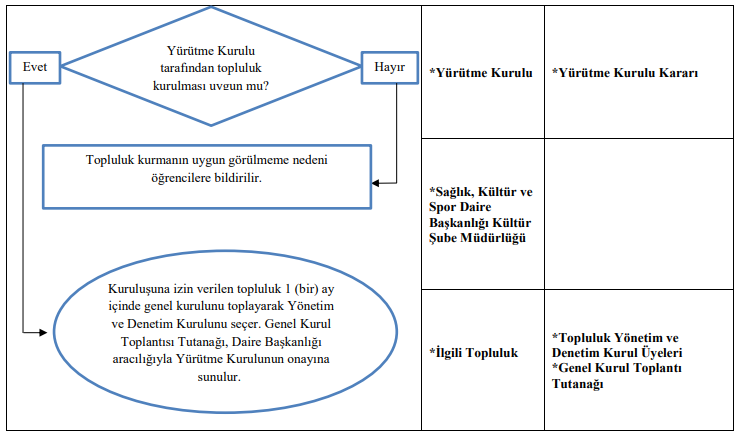 Yürütme Kurulu
tarafından topluluk
kurulması uygun mu?
Evet
Hayır
*Yürütme Kurulu
*Yürütme Kurulu Kararı
Topluluk kurmanın uygun görülmeme nedeni
öğrencilere bildirilir.
*Sağlık, Kültür ve
Spor Daire
Başkanlığı Kültür
Şube Müdürlüğü
Kuruluşuna izin verilen topluluk 1 (bir) ay
içinde genel kurulunu toplayarak Yönetim
ve Denetim Kurulunu seçer. Genel Kurul
Toplantısı Tutanağı, Daire Başkanlığı
aracılığıyla Yürütme Kurulunun onayına
sunulur.
*İlgili Topluluk
*Topluluk Yönetim ve
Denetim Kurul Üyeleri
*Genel Kurul Toplantı
Tutanağı